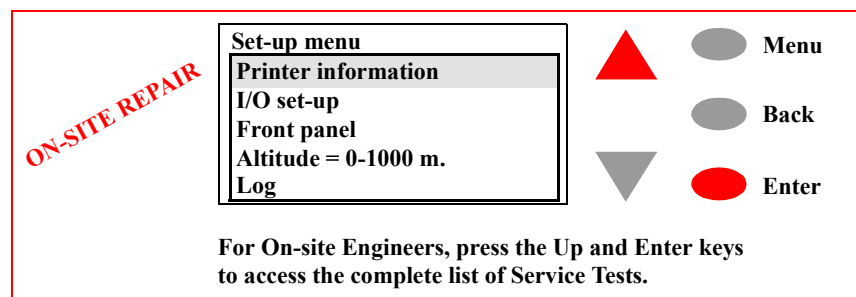 ON-SITE REPAIR
Set-up menu
Printer information
I/O set-up
Front panel
Altitude = 0-1000 m.
Log
Menu
Back
Enter
For On-site Engineers, press the Up and Enter keys
to access the complete list of Service Tests.